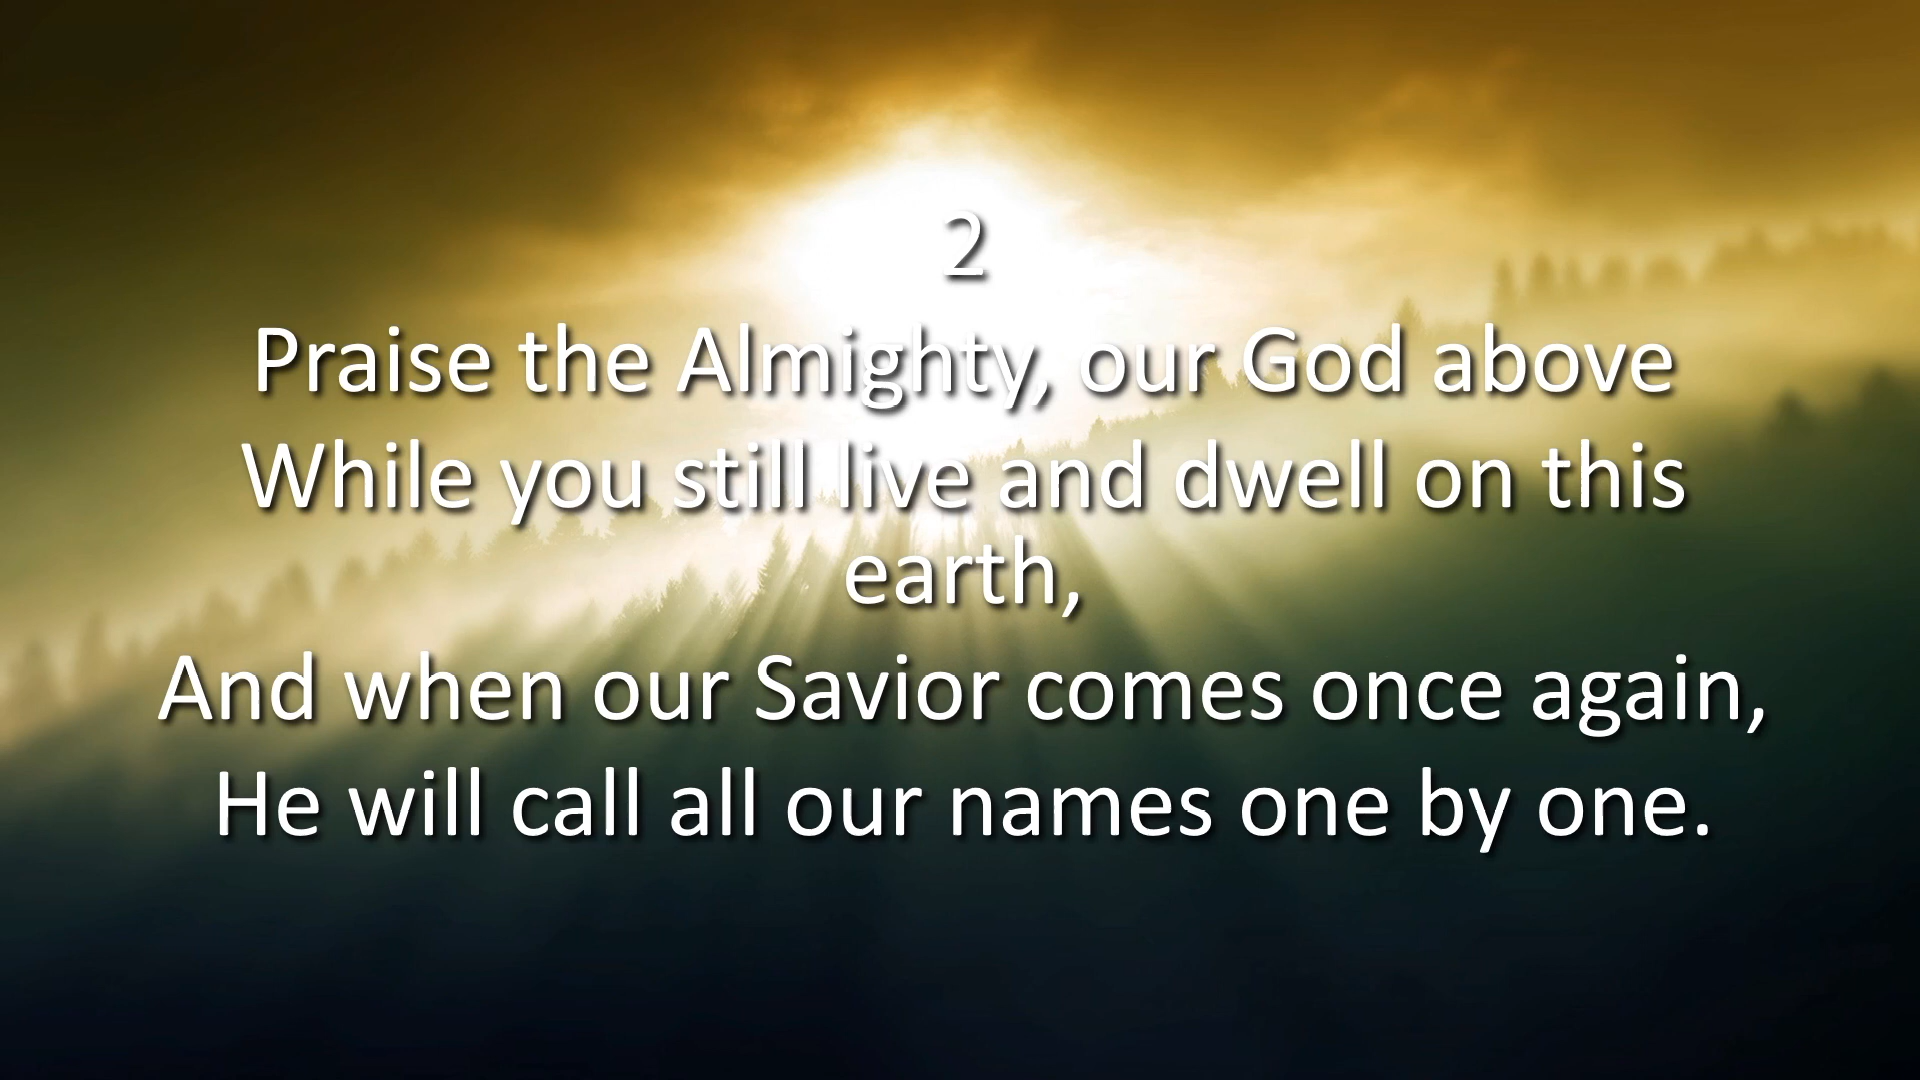 2
Praise the Almighty, our God above
While you still live and dwell on this
earth,
And when our Savior comes once again,
He will call all our names one by one.